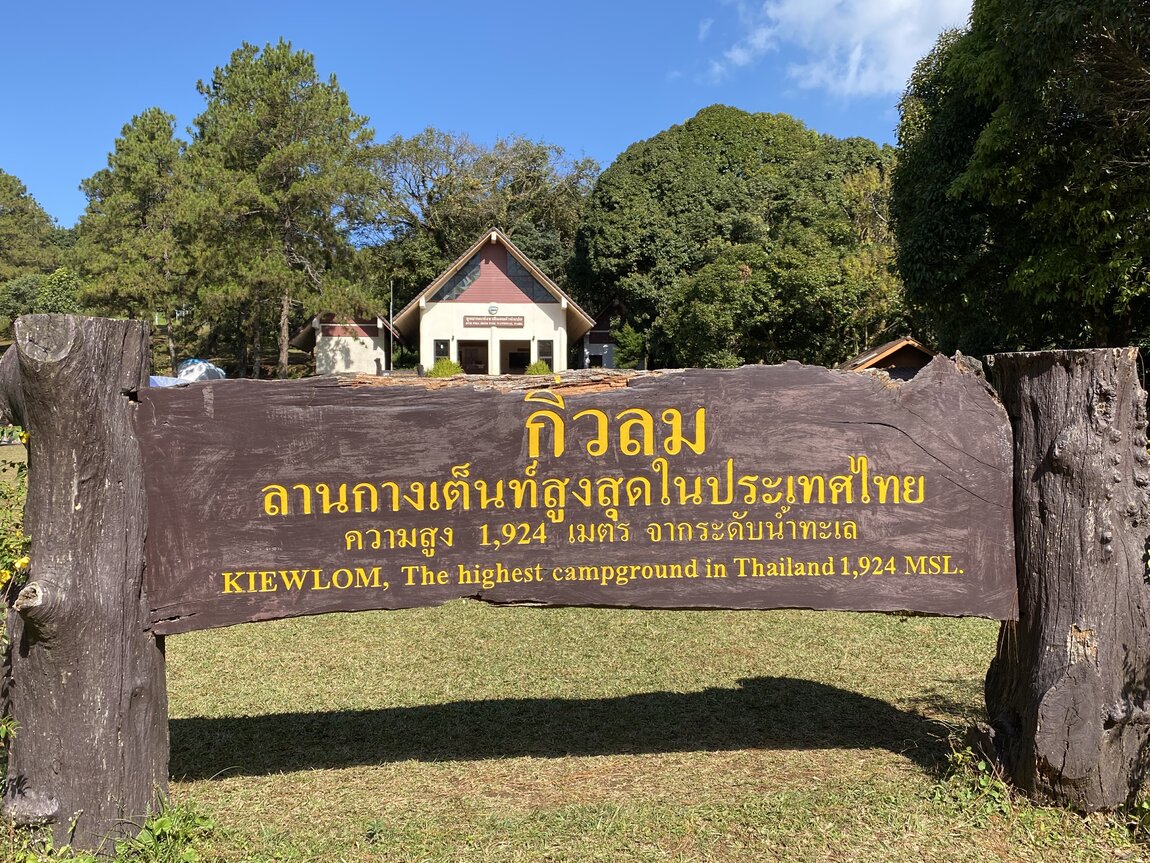 กิ่วลม
ลานกางเต็นท์สูงสุดในประเทศไทย
ความสูง 1,924 เมตร จากระดับน้ำทะเล
KIEWLOM, The highest campground in Thailand 1,924 MSL.